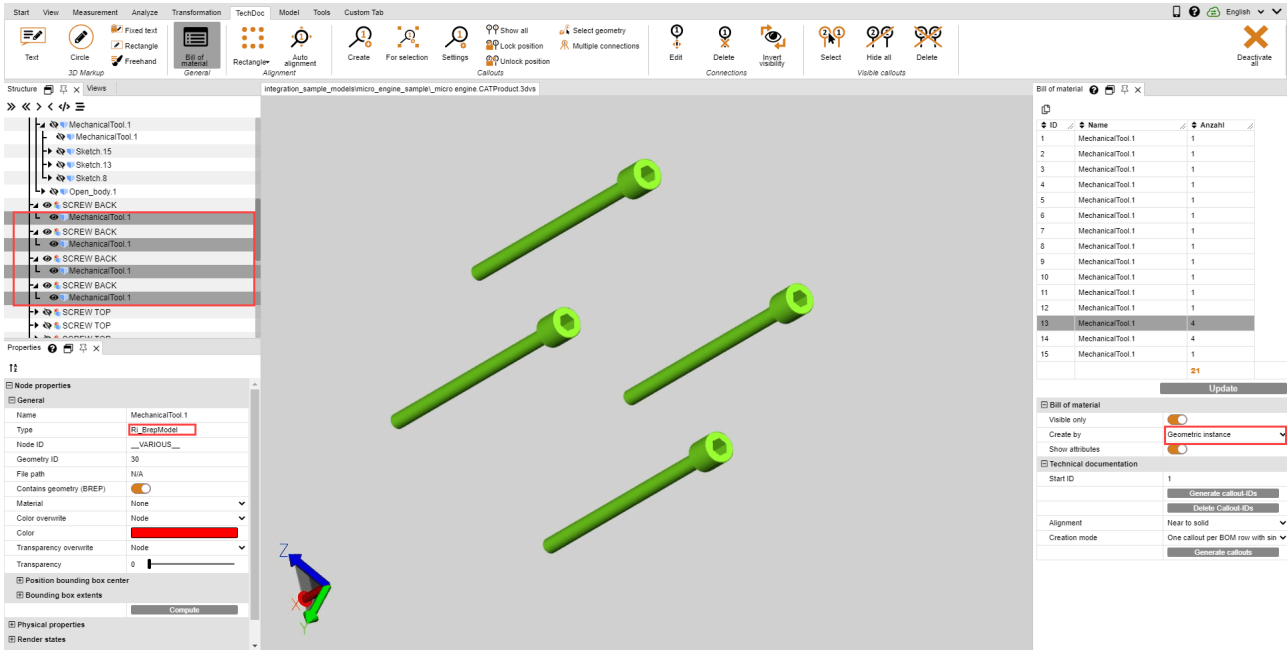 Start View Measurement Analyze Transformation TechDoc Model Tools Custom Tab English
Text Circle Fixed text Rectangle Freehand Bill of material Rectangle Auto alignment Create For selection Settings Show all Lock position Unlock position Select geometry Multiple connections Edit Delete Invert visibility Select Hide all Delete Deactivate all
3D Markup General Alignment Callouts Connections Visible callouts
Structure Views
integration_sample_models\micro_engine_sample\_micro engine.CATProduct.3dvs
MechanicalTool.1
MechanicalTool.1
Sketch.15
Sketch.13
Sketch.8
Open_body.1
SCREW BACK
MechanicalTool.1
SCREW BACK
MechanicalTool.1
SCREW BACK
MechanicalTool.1
SCREW BACK
MechanicalTool.1
SCREW TOP
SCREW TOP
SCREW TOP
Properties
Node properties
General
Name MechanicalTool.1
Type Ri_BrepModel
Node ID __VARIOUS__
Geometry ID 30
File path N/A
Contains geometry (BREP)
Material None
Color overwrite Node
Color
Transparency overwrite Node
Transparency 0
Position bounding box center
Bounding box extents
Compute
Physical properties
Render states
Z
X
Y
Bill of material
ID Name Anzahl
1 MechanicalTool.1 1
2 MechanicalTool.1 1
3 MechanicalTool.1 1
4 MechanicalTool.1 1
5 MechanicalTool.1 1
6 MechanicalTool.1 1
7 MechanicalTool.1 1
8 MechanicalTool.1 1
9 MechanicalTool.1 1
10 MechanicalTool.1 1
11 MechanicalTool.1 1
12 MechanicalTool.1 1
13 MechanicalTool.1 4
14 MechanicalTool.1 4
15 MechanicalTool.1 1
21
Update
Bill of material
Visible only
Create by Geometric instance
Show attributes
Technical documentation
Start ID 1
Generate callout-IDs
Delete Callout-IDs
Alignment Near to solid
Creation mode One callout per BOM row with sin
Generate callouts